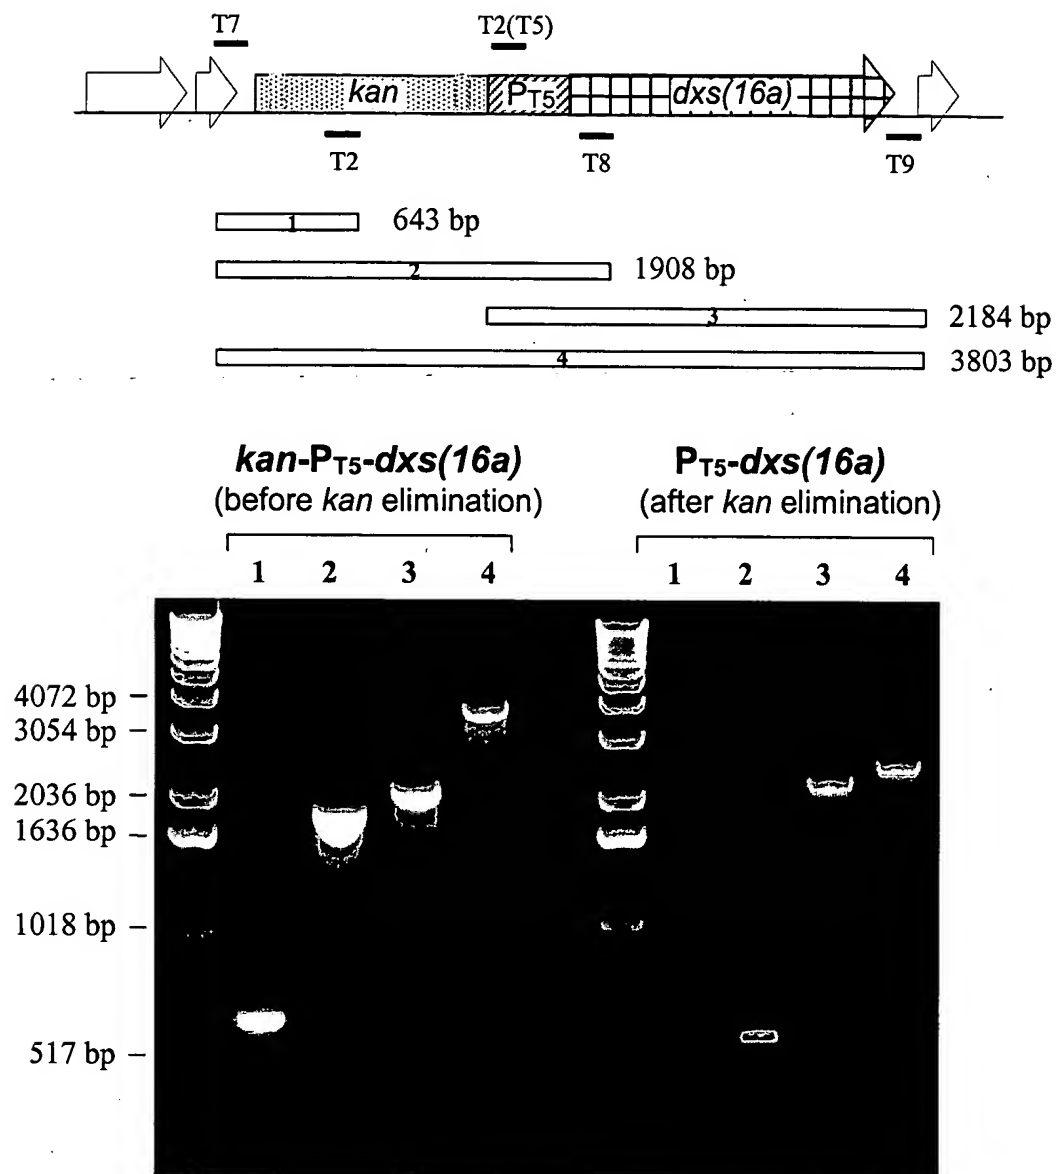 T7 T2(T5)
kan PT5 dxs(16a)
T2 T8 T9
1 643 bp
2 1908 bp
3 2184 bp
4 3803 bp
kan-PT5-dxs(16a) PT5-dxs(16a)
(before kan elimination) (after kan elimination)
1 2 3 4 1 2 3 4
4072 bp –
3054 bp –
2036 bp –
1636 bp –
1018 bp –
517 bp –